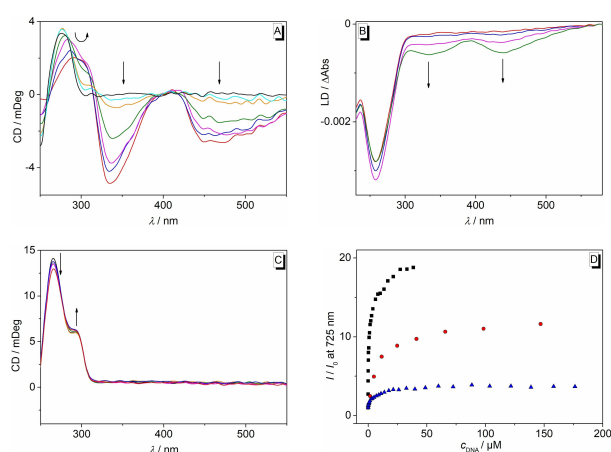 A
CD / mDeg
4
0
-4
300
400
500
λ / nm
B
LD / ΔAbs
0
-0.002
300
400
500
λ / nm
C
CD / mDeg
15
10
5
0
300
400
500
λ / nm
D
I / I0 at 725 nm
20
10
0
0
50
100
150
200
cDNA / μM